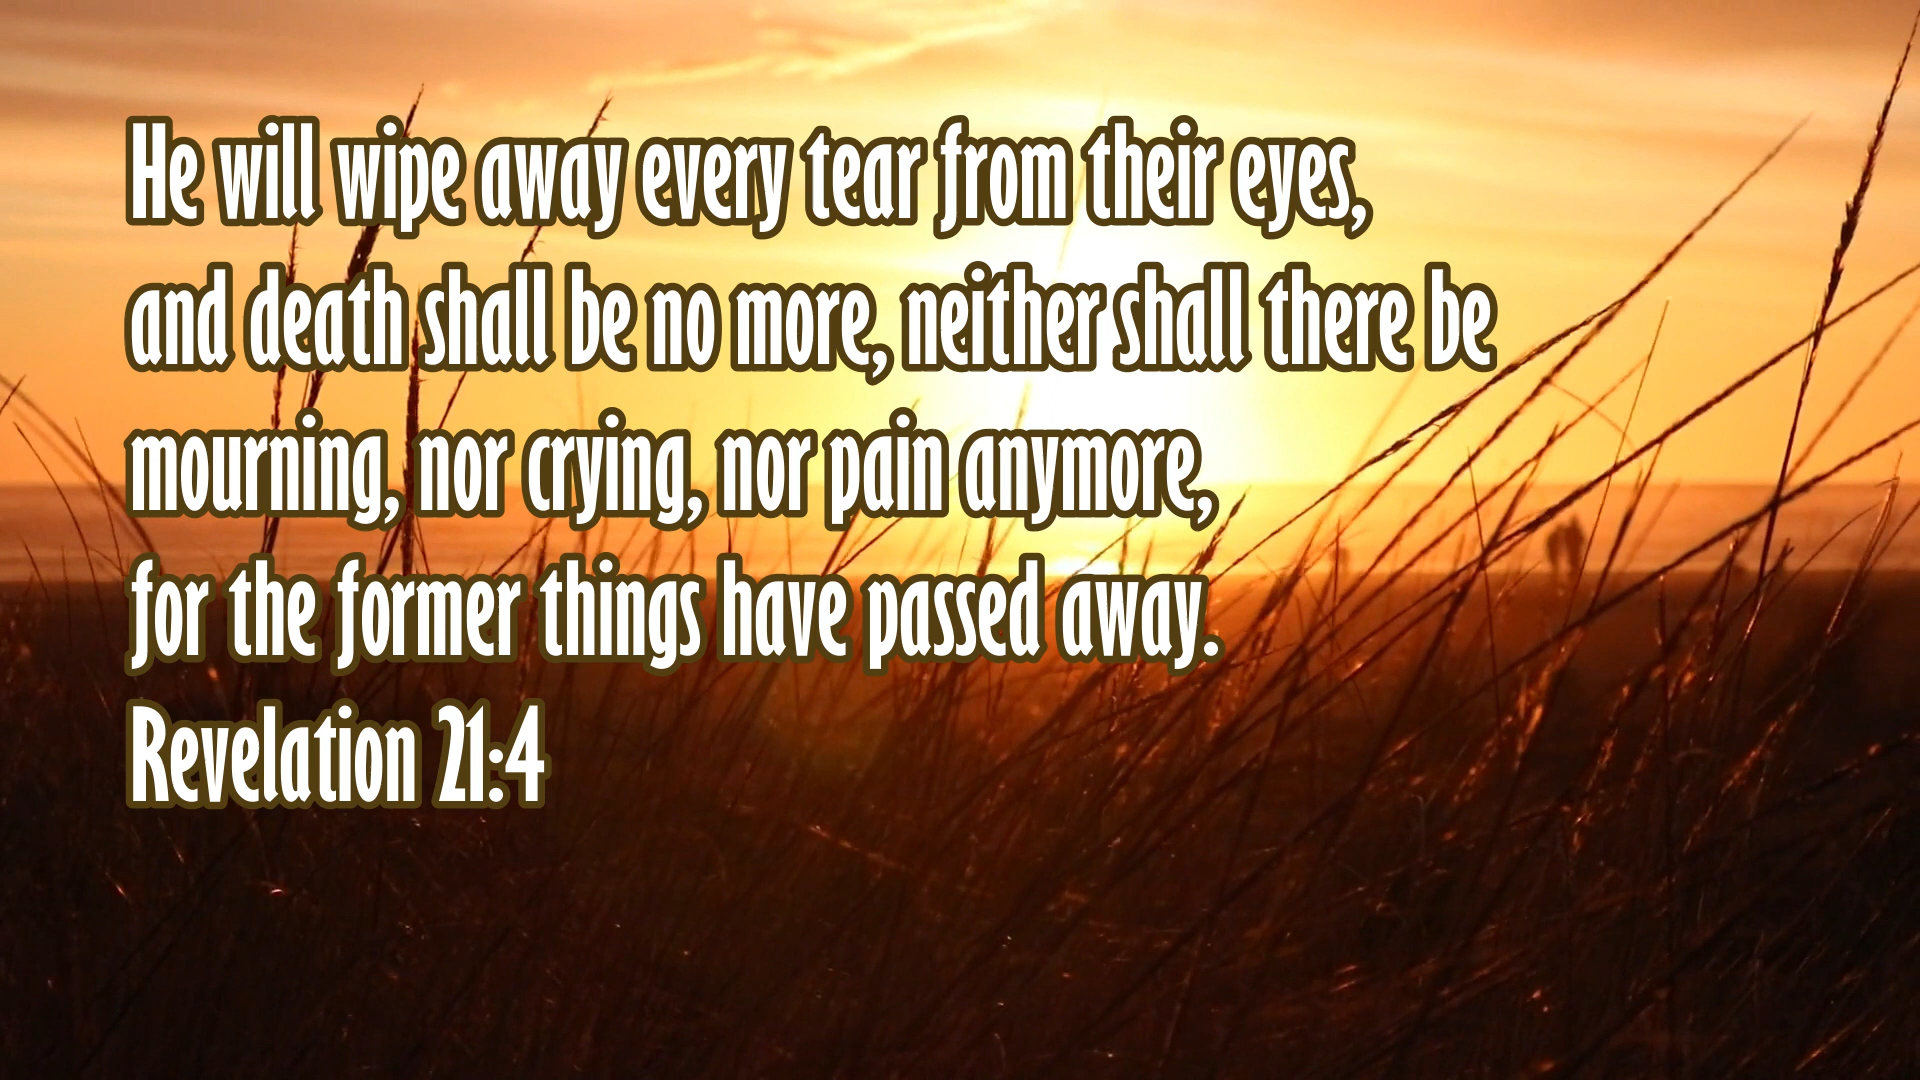 He will wipe away every tear from their eyes,
and death shall be no more, neither shall there be
mourning, nor crying, nor pain anymore,
for the former things have passed away.
Revelation 21:4